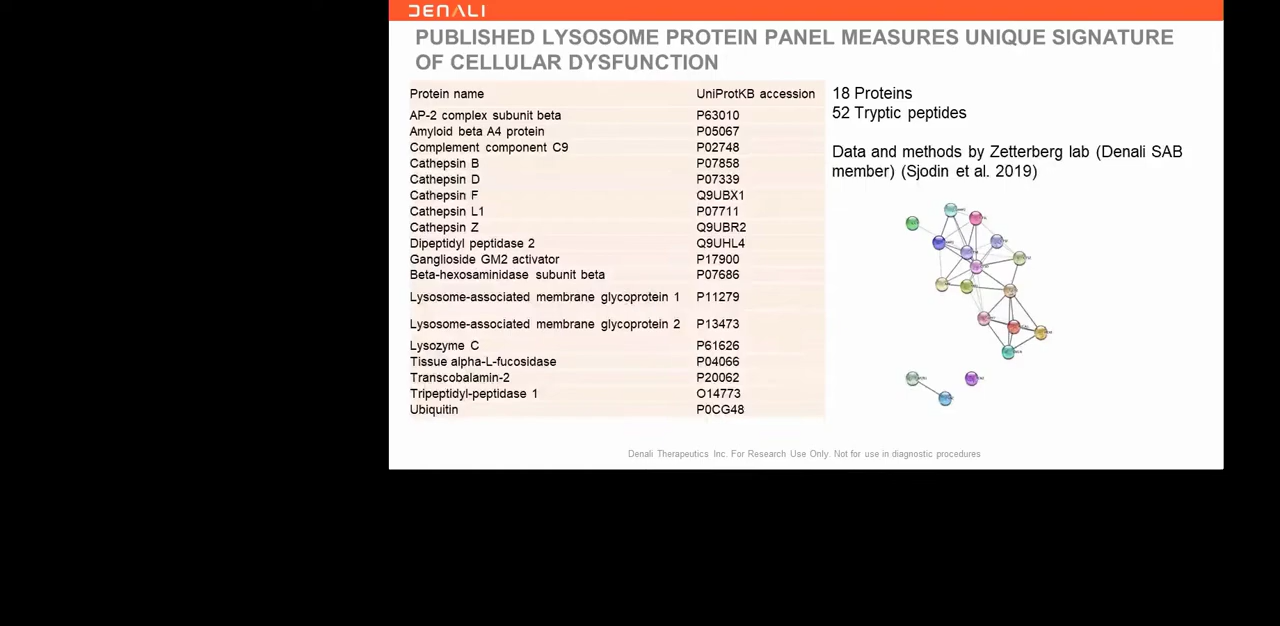 DENALI
PUBLISHED LYSOSOME PROTEIN PANEL MEASURES UNIQUE SIGNATURE
OF CELLULAR DYSFUNCTION
Protein name UniProtKB accession
AP-2 complex subunit beta P63010
Amyloid beta A4 protein P05067
Complement component C9 P02748
Cathepsin B P07858
Cathepsin D P07339
Cathepsin F Q9UBX1
Cathepsin L1 P07711
Cathepsin Z Q9UBR2
Dipeptidyl peptidase 2 Q9UHL4
Ganglioside GM2 activator P17900
Beta-hexosaminidase subunit beta P07686
Lysosome-associated membrane glycoprotein 1 P11279
Lysosome-associated membrane glycoprotein 2 P13473
Lysozyme C P61626
Tissue alpha-L-fucosidase P04066
Transcobalamin-2 P20062
Tripeptidyl-peptidase 1 O14773
Ubiquitin P0CG48
18 Proteins
52 Tryptic peptides
Data and methods by Zetterberg lab (Denali SAB
member) (Sjodin et al. 2019)
Denali Therapeutics Inc. For Research Use Only. Not for use in diagnostic procedures